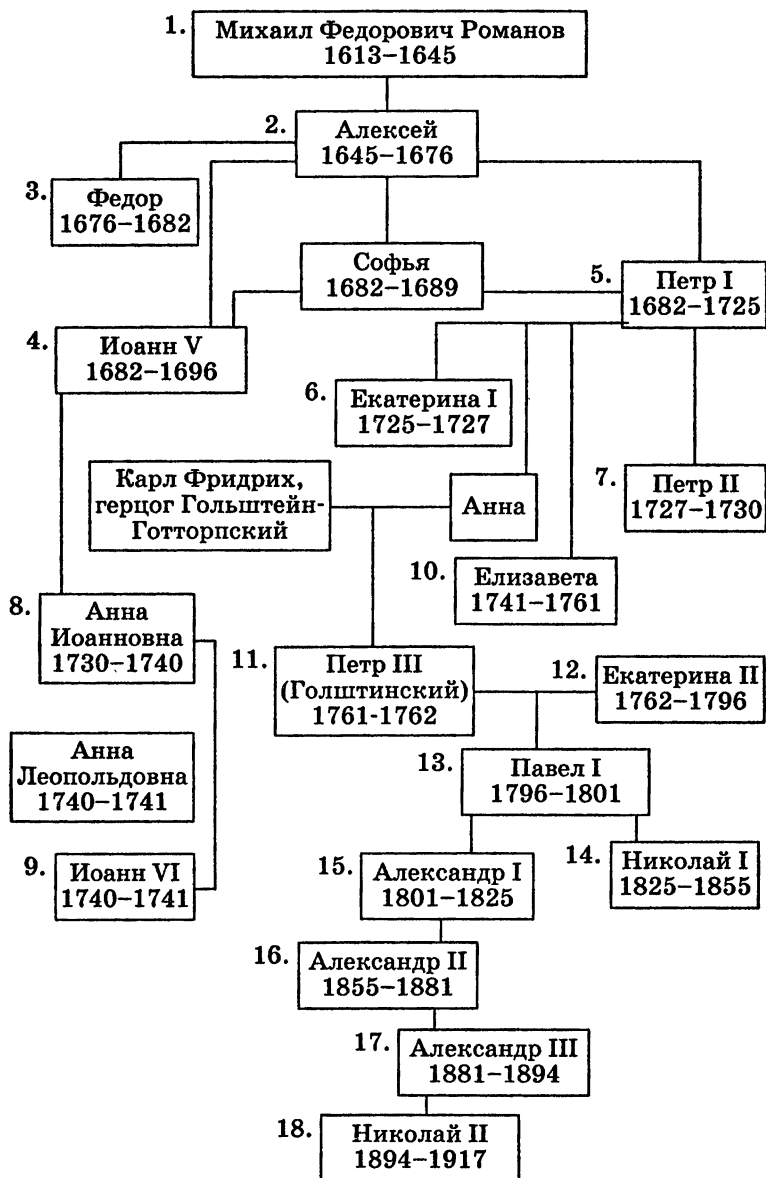 1. Михаил Федорович Романов
1613–1645
2. Алексей
1645–1676
3. Федор
1676–1682
Софья
1682–1689
5. Петр I
1682–1725
4. Иоанн V
1682–1696
6. Екатерина I
1725–1727
Карл Фридрих,
герцог Гольштейн-
Готторпский
Анна
7. Петр II
1727–1730
10. Елизавета
1741–1761
8. Анна
Иоанновна
1730–1740
11. Петр III
(Голштинский)
1761-1762
12. Екатерина II
1762–1796
Анна
Леопольдовна
1740–1741
13. Павел I
1796–1801
9. Иоанн VI
1740–1741
15. Александр I
1801–1825
14. Николай I
1825–1855
16. Александр II
1855–1881
17. Александр III
1881–1894
18. Николай II
1894–1917